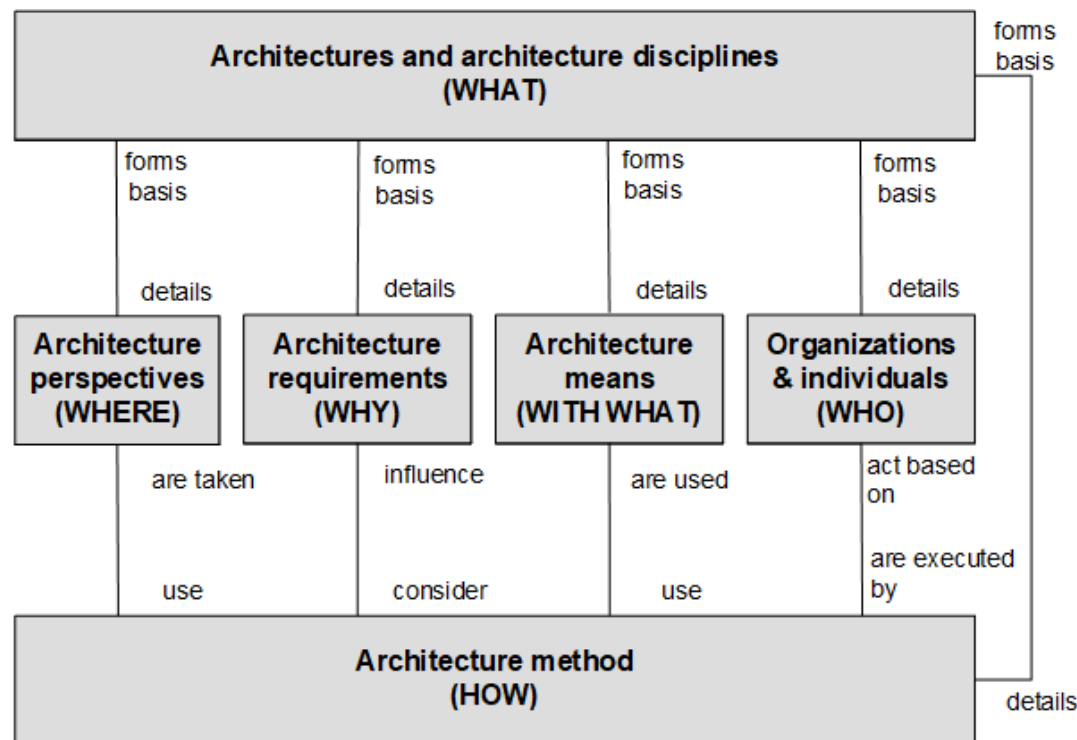 Architectures and architecture disciplines
(WHAT)
forms
basis
forms
basis
forms
basis
forms
basis
forms
basis
details
details
details
details
Architecture
perspectives
(WHERE)
Architecture
requirements
(WHY)
Architecture
means
(WITH WHAT)
Organizations
& individuals
(WHO)
are taken
influence
are used
act based
on
use
consider
use
are executed
by
Architecture method
(HOW)
details